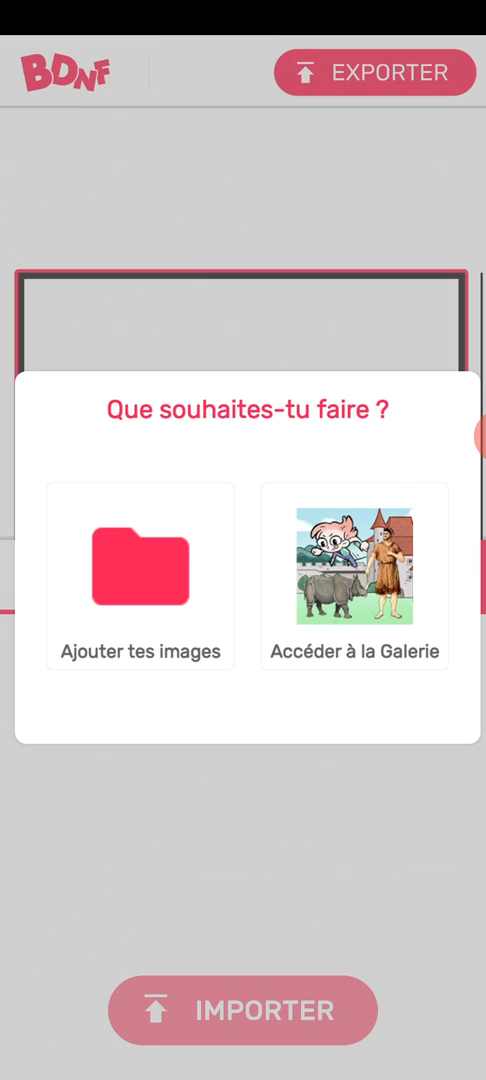 BDNF
EXPORTER
Que souhaites-tu faire ?
Ajouter tes images
Accéder à la Galerie
IMPORTER